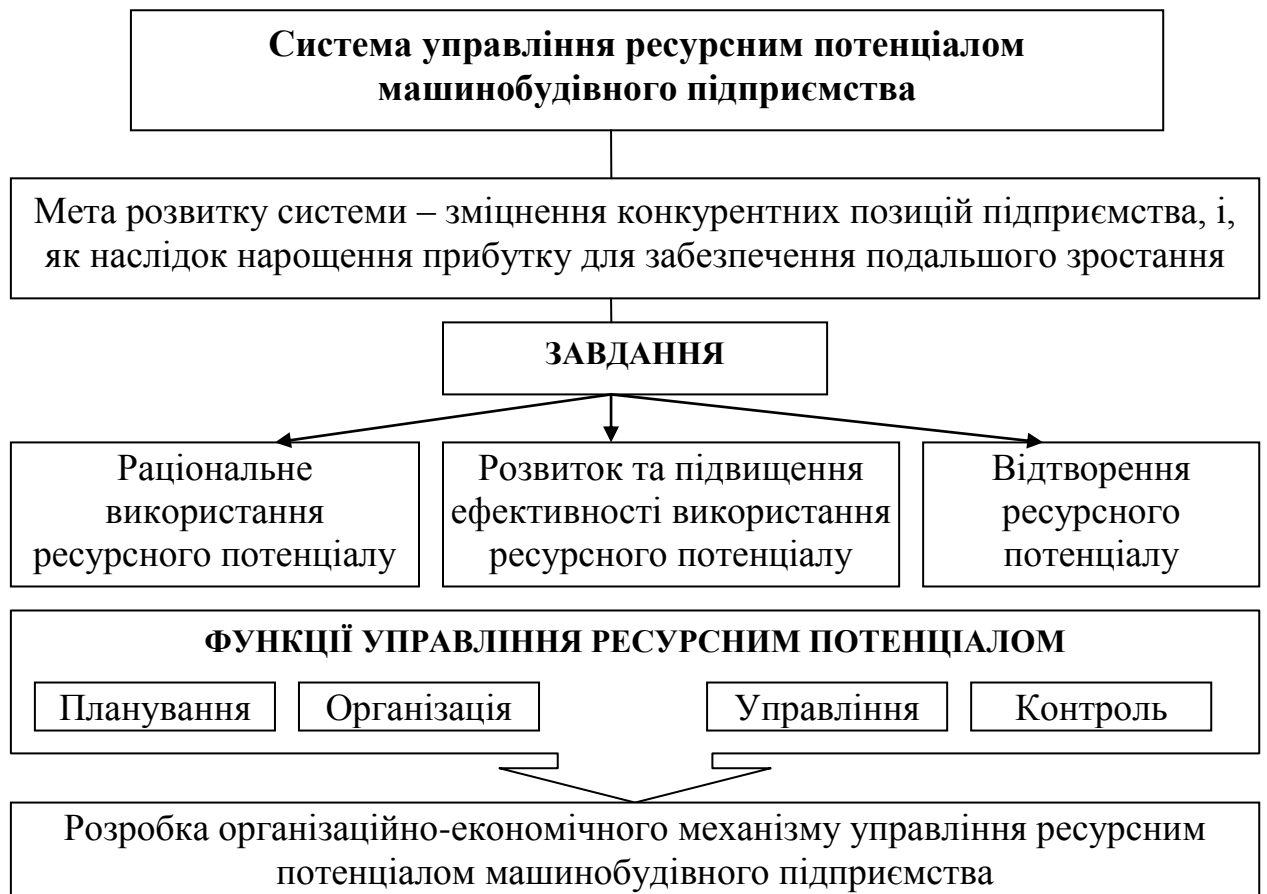 Система управління ресурсним потенціалом
машинобудівного підприємства
Мета розвитку системи – зміцнення конкурентних позицій підприємства, і,
як наслідок нарощення прибутку для забезпечення подальшого зростання
ЗАВДАННЯ
Раціональне
використання
ресурсного потенціалу
Розвиток та підвищення
ефективності використання
ресурсного потенціалу
Відтворення
ресурсного
потенціалу
ФУНКЦІЇ УПРАВЛІННЯ РЕСУРСНИМ ПОТЕНЦІАЛОМ
Планування Організація Управління Контроль
Розробка організаційно-економічного механізму управління ресурсним
потенціалом машинобудівного підприємства